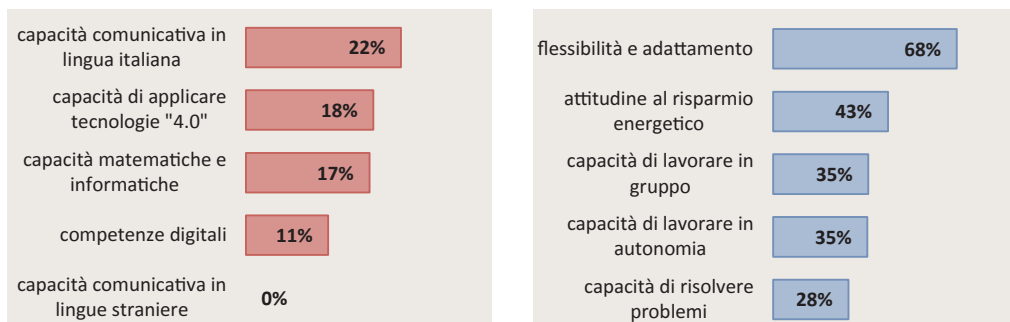 capacità comunicativa in
lingua italiana
22%
capacità di applicare
tecnologie "4.0"
18%
capacità matematiche e
informatiche
17%
competenze digitali
11%
capacità comunicativa in
lingue straniere
0%
flessibilità e adattamento
68%
attitudine al risparmio
energetico
43%
capacità di lavorare in
gruppo
35%
capacità di lavorare in
autonomia
35%
capacità di risolvere
problemi
28%